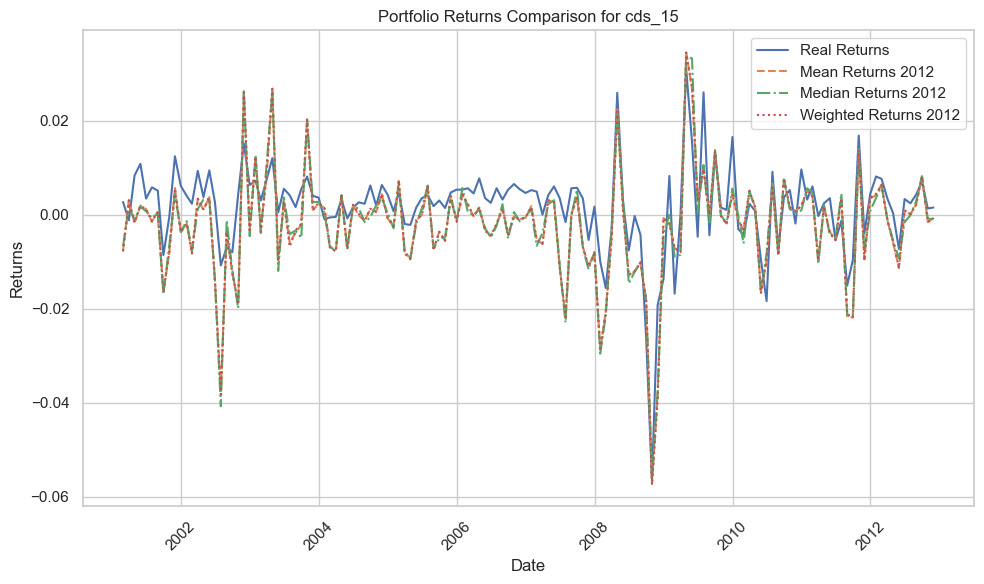 Portfolio Returns Comparison for cds_15
Real Returns
Mean Returns 2012
Median Returns 2012
Weighted Returns 2012
Returns
0.02
0.00
−0.02
−0.04
−0.06
2002
2004
2006
2008
2010
2012
Date